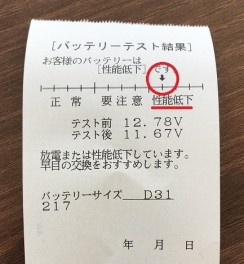 [バッテリーテスト結果]
お客様のバッテリーは
[性能低下]です
正常 要注意 性能低下
テスト前 12.78V
テスト後 11.67V
放電または性能低下しています。
早目の交換をおすすめします。
バッテリーサイズ D31
217
年 月 日